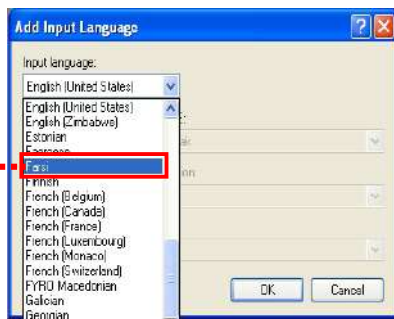 Add Input Language
Input language:
English (United States)
English (United States)
English (Zimbabwe)
Estonian
Faeroese
Farsi
Finnish
French (Belgium)
French (Canada)
French (France)
French (Luxembourg)
French (Monaco)
French (Switzerland)
FYRO Macedonian
Galician
Georgian
OK
Cancel